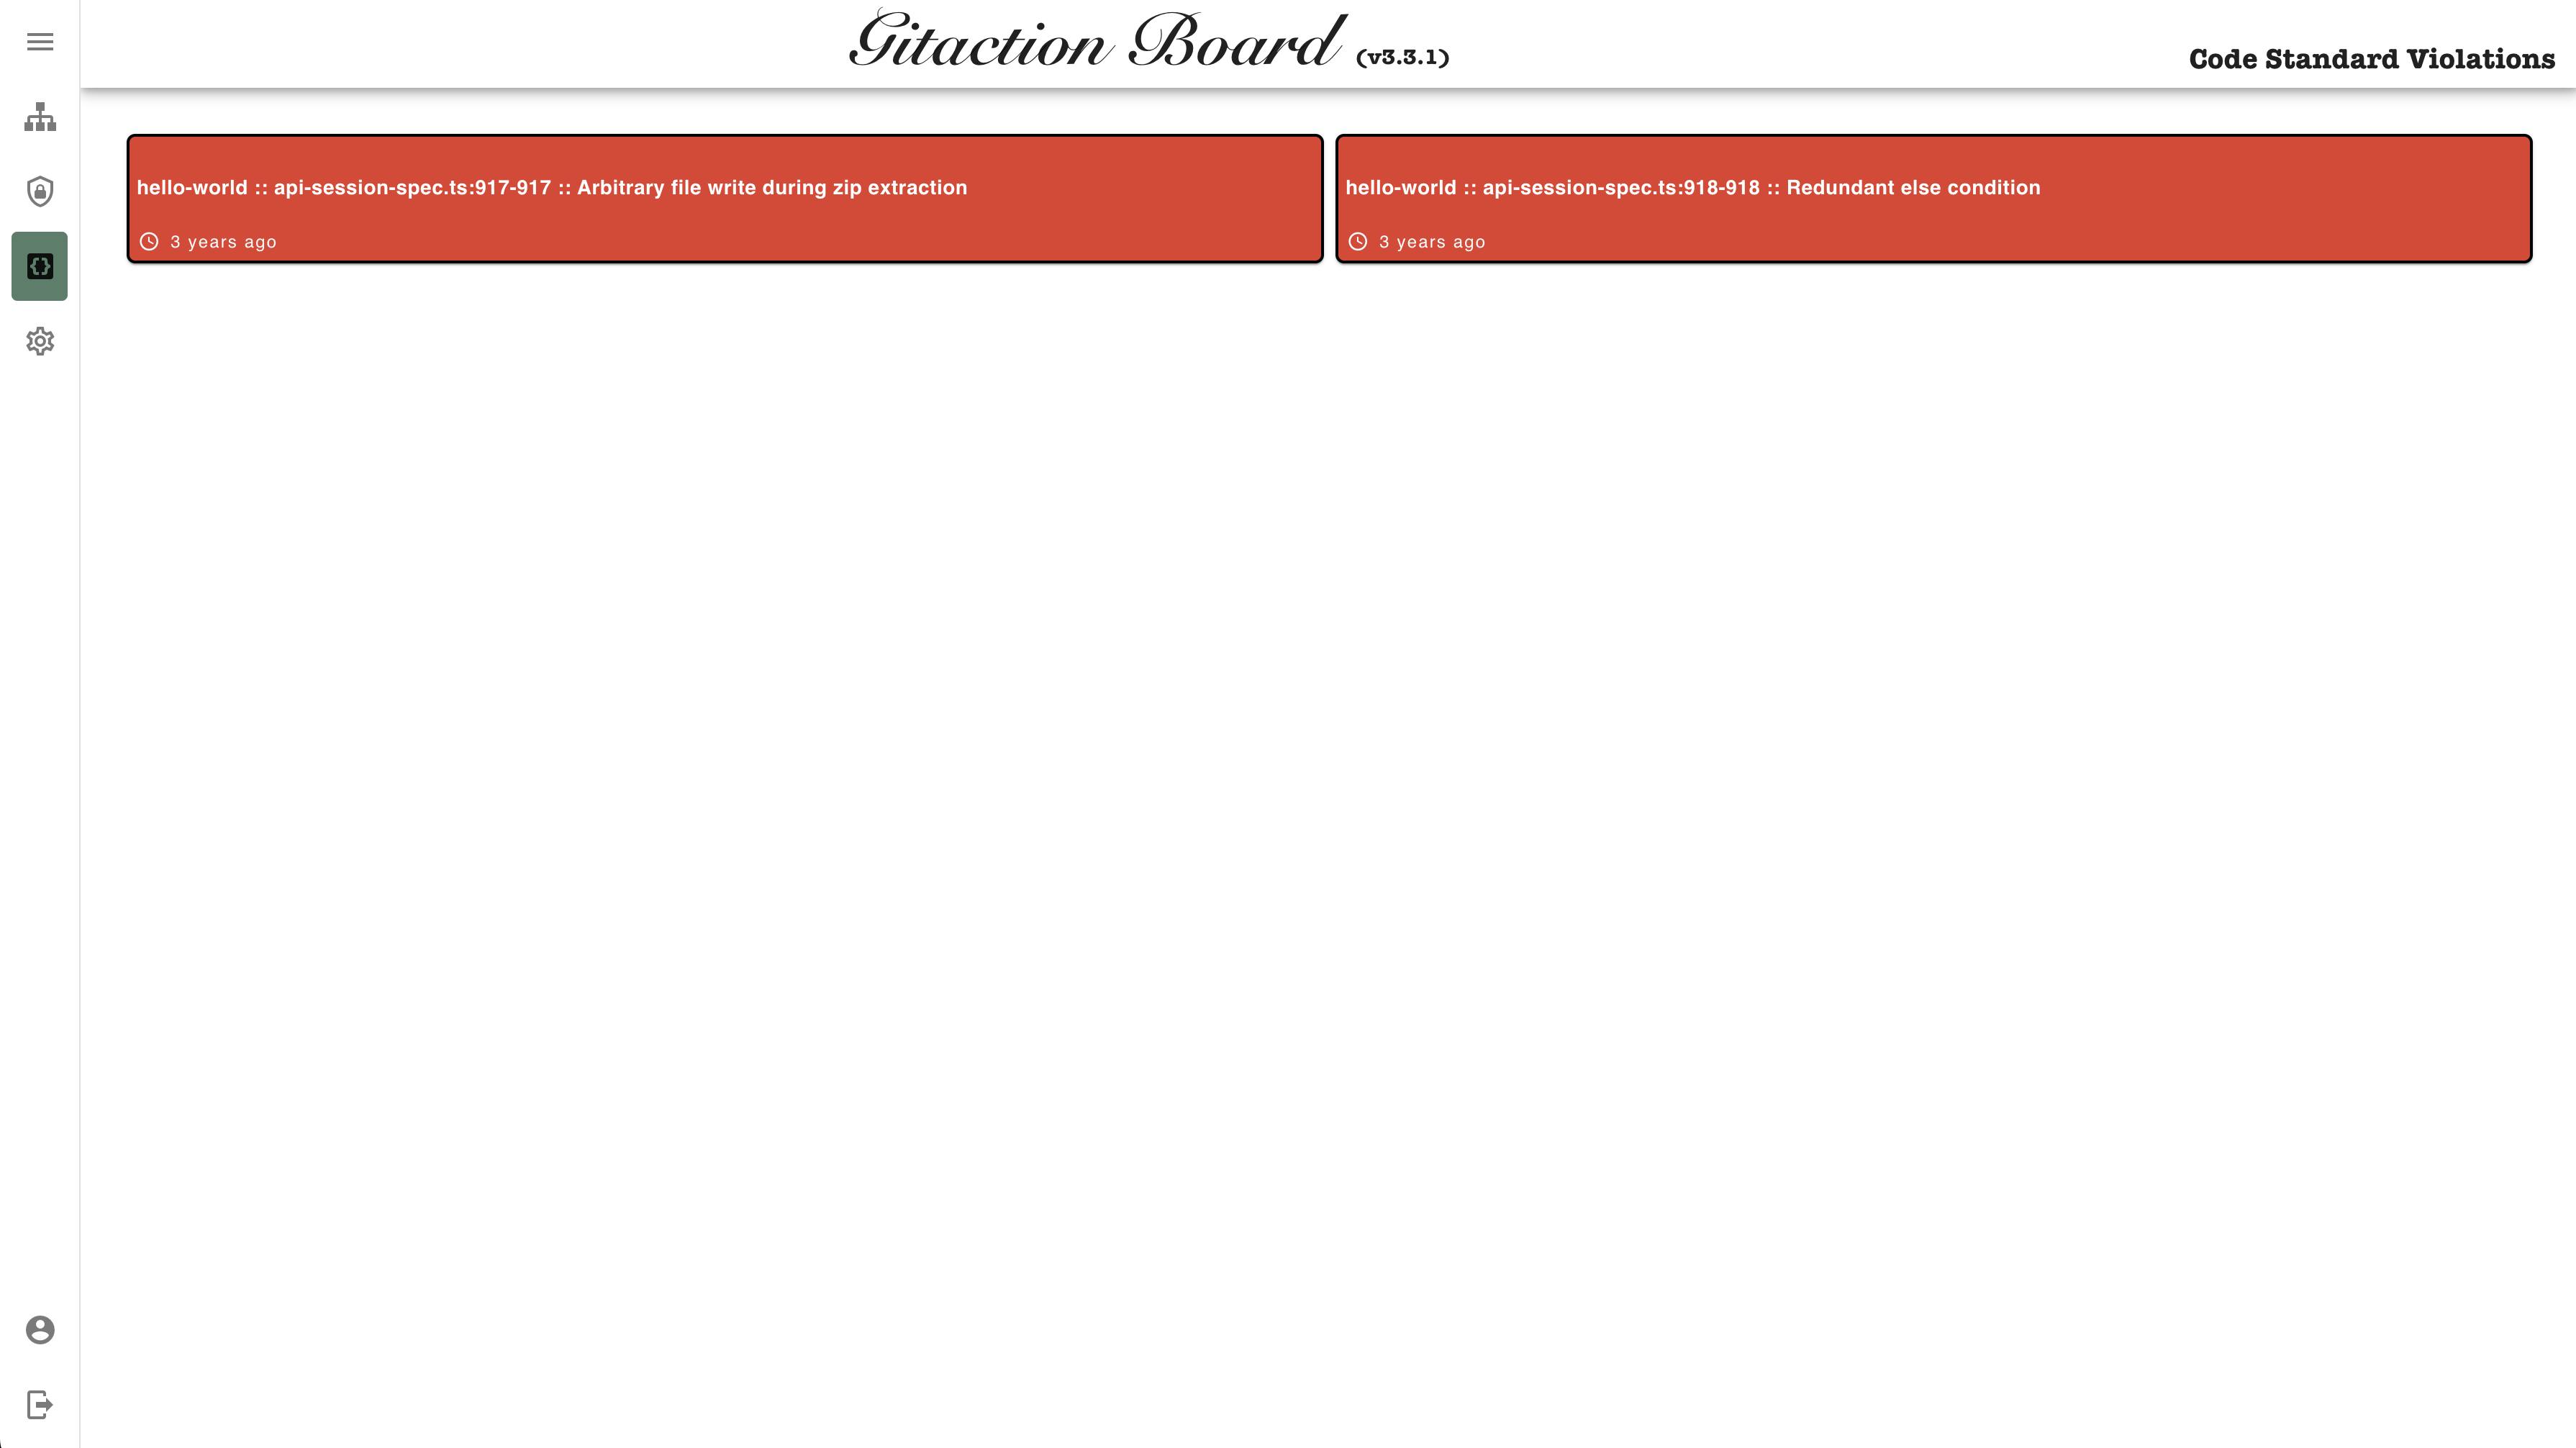 Gitaction Board (v3.3.1)
Code Standard Violations
hello-world :: api-session-spec.ts:917-917 :: Arbitrary file write during zip extraction
3 years ago
hello-world :: api-session-spec.ts:918-918 :: Redundant else condition
3 years ago